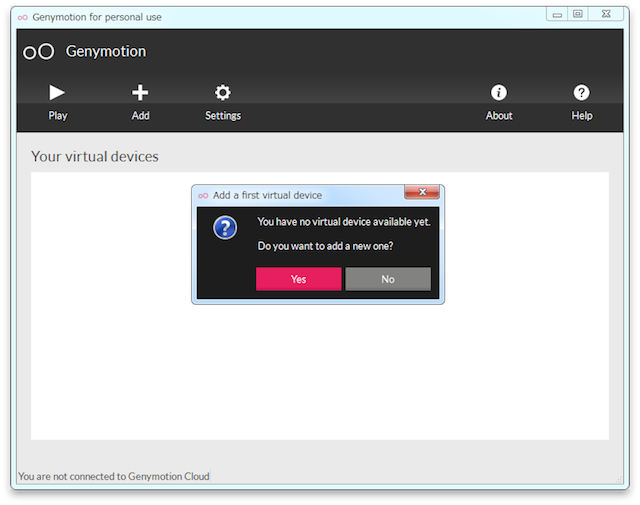 Genymotion for personal use
Genymotion
Play Add Settings About Help
Your virtual devices
Add a first virtual device
You have no virtual device available yet.
Do you want to add a new one?
Yes No
You are not connected to Genymotion Cloud